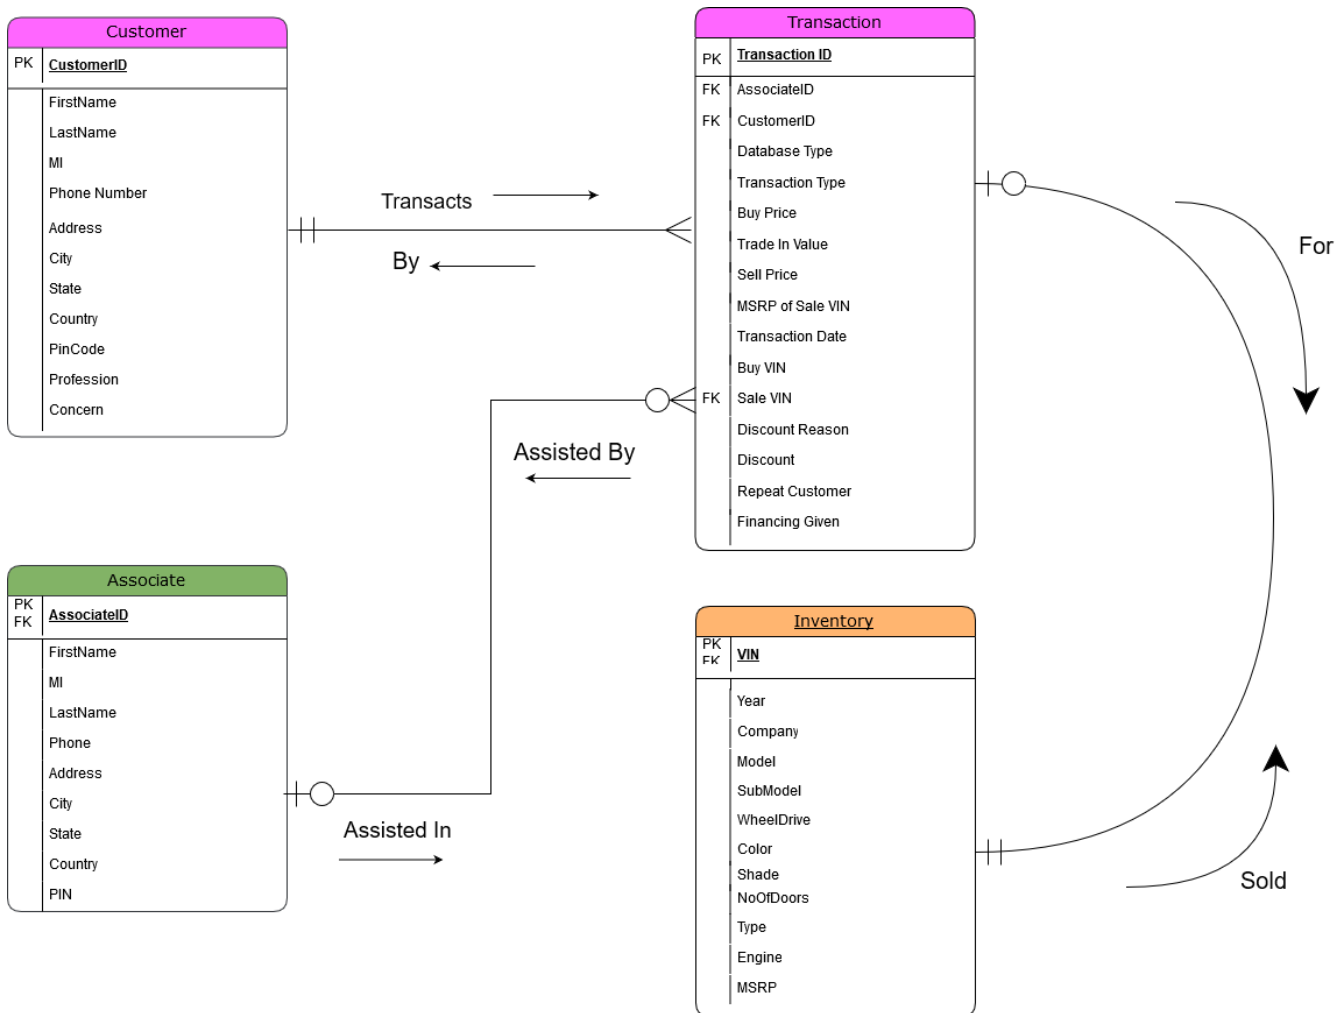 Customer
PK CustomerID
FirstName
LastName
MI
Phone Number
Address
City
State
Country
PinCode
Profession
Concern
Transacts
By
Transaction
PK Transaction ID
FK AssociateID
FK CustomerID
Database Type
Transaction Type
Buy Price
Trade In Value
Sell Price
MSRP of Sale VIN
Transaction Date
Buy VIN
FK Sale VIN
Discount Reason
Discount
Repeat Customer
Financing Given
For
Assisted By
Associate
PK
FK AssociateID
FirstName
MI
LastName
Phone
Address
City
State
Country
PIN
Assisted In
Inventory
PK
FK VIN
Year
Company
Model
SubModel
WheelDrive
Color
Shade
NoOfDoors
Type
Engine
MSRP
Sold